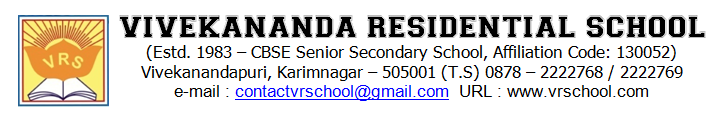 VRS
VIVEKANANDA RESIDENTIAL SCHOOL
(Estd. 1983 – CBSE Senior Secondary School, Affiliation Code: 130052)
Vivekanandapuri, Karimnagar – 505001 (T.S) 0878 – 2222768 / 2222769
e-mail : contactvrschool@gmail.com URL : www.vrschool.com